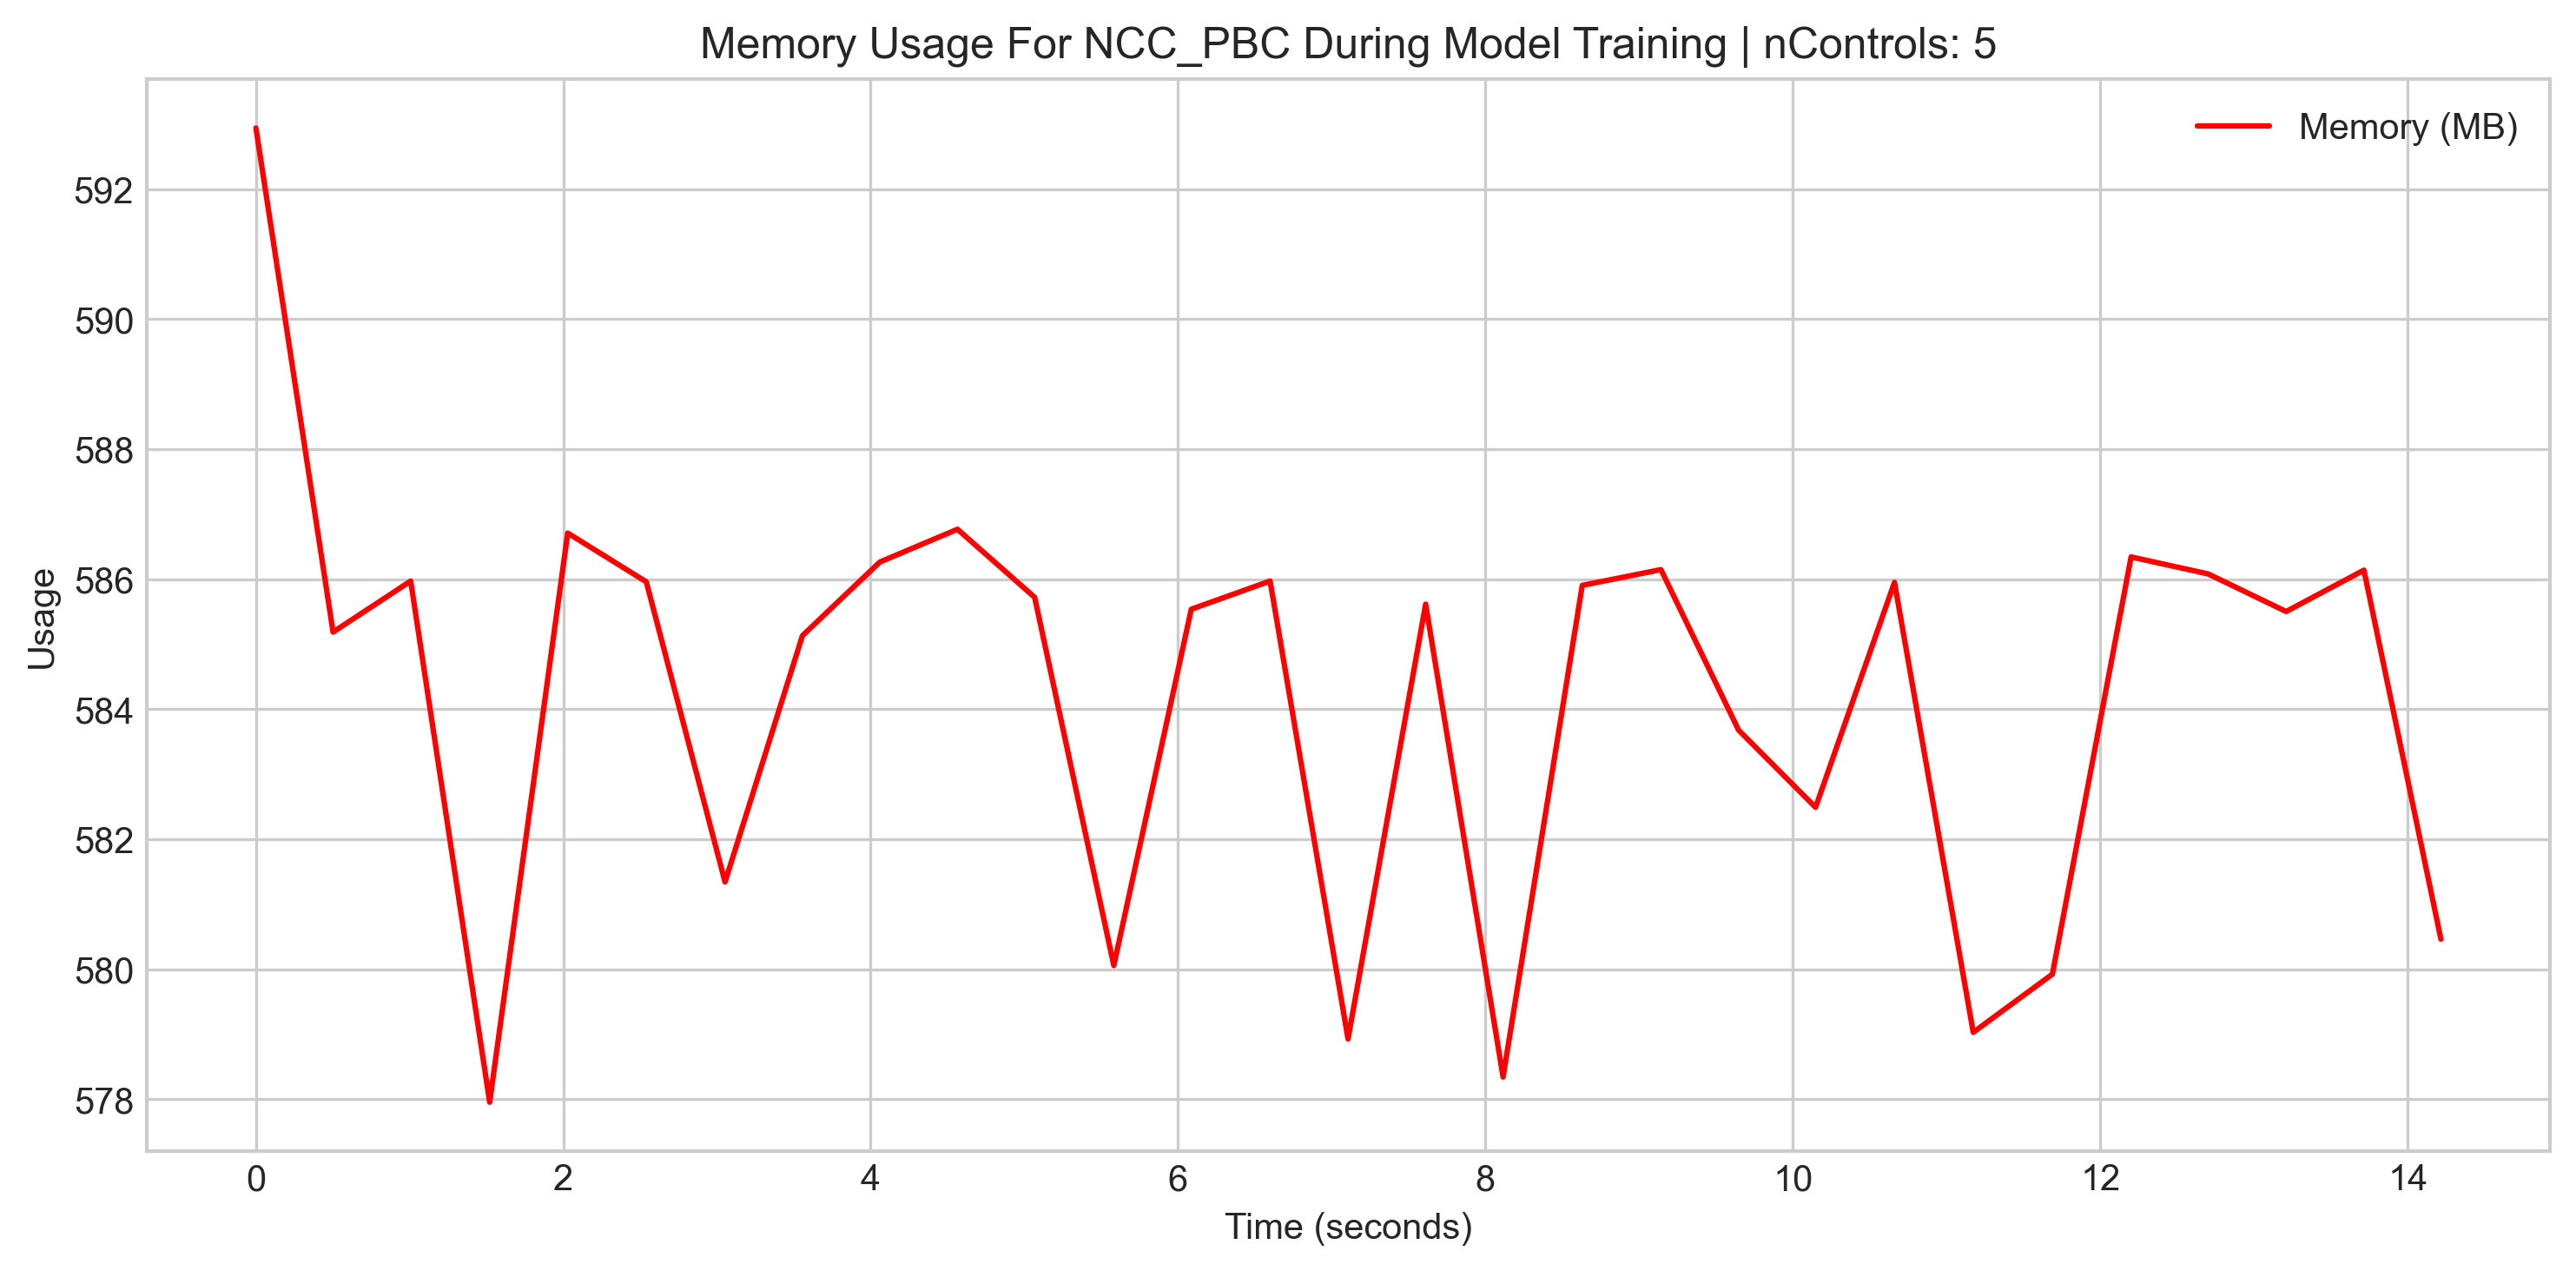 Memory Usage For NCC_PBC During Model Training | nControls: 5
Memory (MB)
592
590
588
586
584
582
580
578
Usage
0 2 4 6 8 10 12 14
Time (seconds)